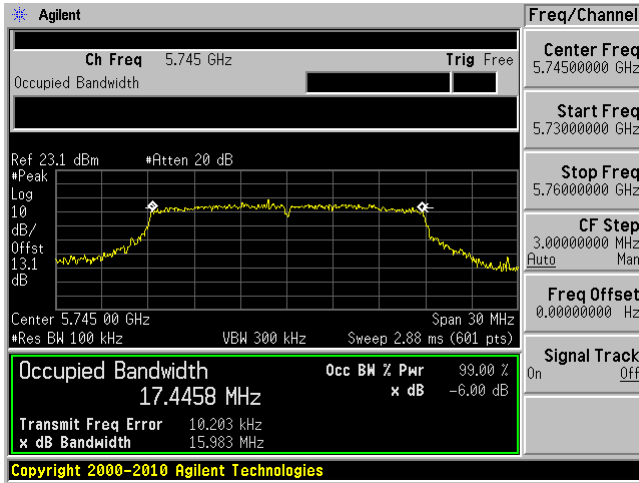 Agilent
Freq/Channel
Ch Freq 5.745 GHz Trig Free
Occupied Bandwidth
Center Freq
5.74500000 GHz
Start Freq
5.73000000 GHz
Stop Freq
5.76000000 GHz
CF Step
3.00000000 MHz
Auto Man
Freq Offset
0.00000000 Hz
Signal Track
On Off
Ref 23.1 dBm #Atten 20 dB
#Peak
Log
10
dB/
Offst
13.1
dB
Center 5.745 00 GHz Span 30 MHz
#Res BW 100 kHz VBW 300 kHz Sweep 2.88 ms (601 pts)
Occupied Bandwidth Occ BW % Pwr 99.00 %
17.4458 MHz x dB -6.00 dB
Transmit Freq Error 10.203 kHz
x dB Bandwidth 15.983 MHz
Copyright 2000-2010 Agilent Technologies